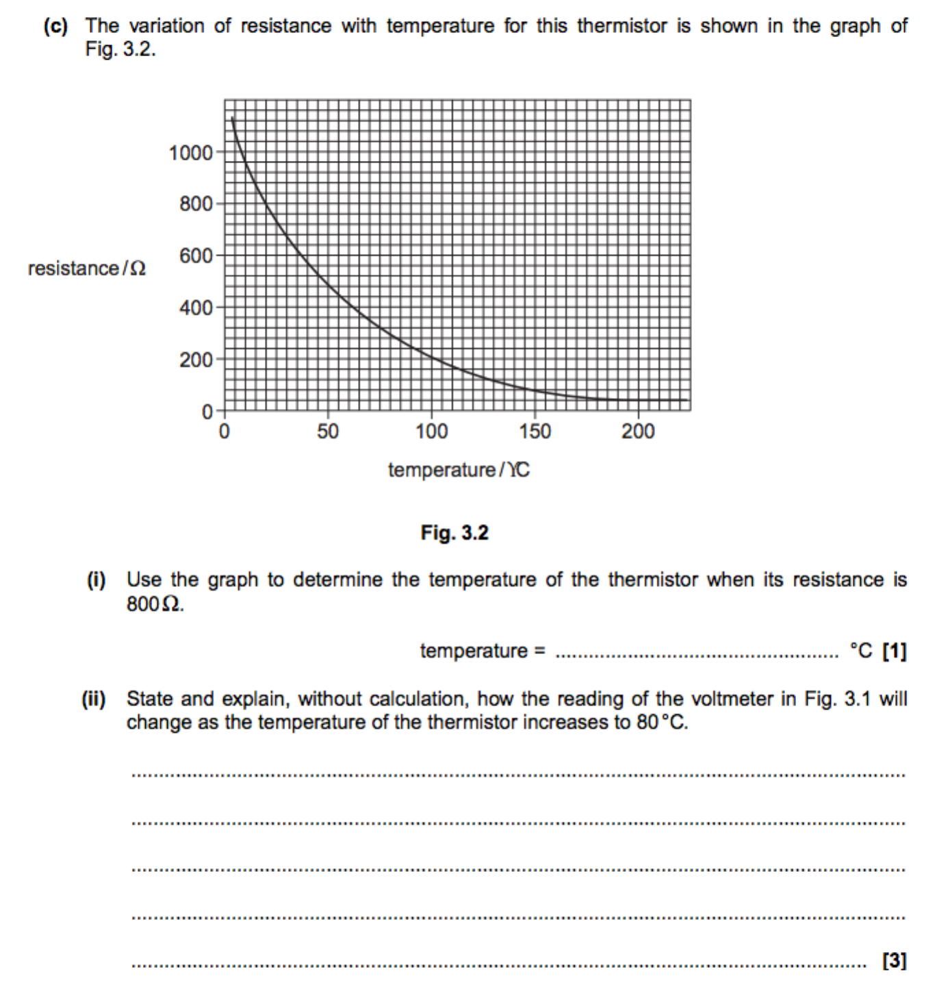 (c) The variation of resistance with temperature for this thermistor is shown in the graph of
Fig. 3.2.
1000
800
600
resistance/Ω
400
200
0
0 50 100 150 200
temperature/ϒC
Fig. 3.2
(i) Use the graph to determine the temperature of the thermistor when its resistance is
800Ω.
temperature = .................................................... °C [1]
(ii) State and explain, without calculation, how the reading of the voltmeter in Fig. 3.1 will
change as the temperature of the thermistor increases to 80°C.
[3]